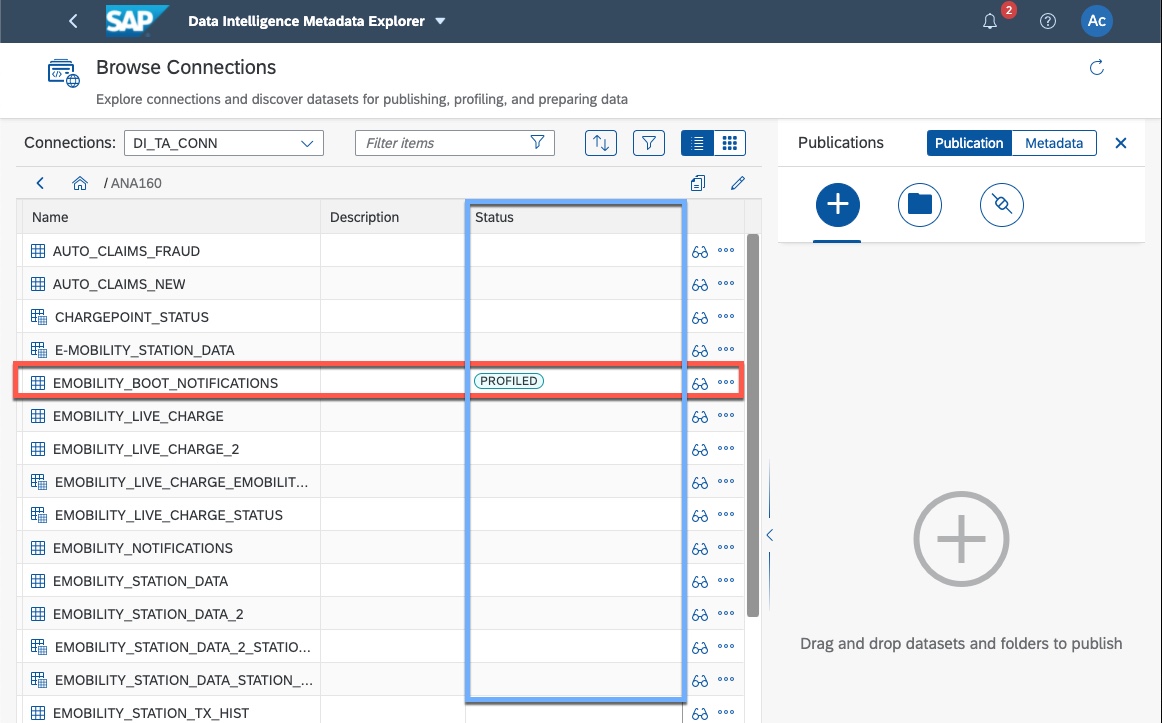 SAP Data Intelligence Metadata Explorer 2 Ac
Browse Connections
Explore connections and discover datasets for publishing, profiling, and preparing data
Connections: DI_TA_CONN Filter items
/ ANA160
Name Description Status
AUTO_CLAIMS_FRAUD
AUTO_CLAIMS_NEW
CHARGEPOINT_STATUS
E-MOBILITY_STATION_DATA
EMOBILITY_BOOT_NOTIFICATIONS PROFILED
EMOBILITY_LIVE_CHARGE
EMOBILITY_LIVE_CHARGE_2
EMOBILITY_LIVE_CHARGE_EMOBILIT...
EMOBILITY_LIVE_CHARGE_STATUS
EMOBILITY_NOTIFICATIONS
EMOBILITY_STATION_DATA
EMOBILITY_STATION_DATA_2
EMOBILITY_STATION_DATA_2_STATIO...
EMOBILITY_STATION_DATA_STATION_...
EMOBILITY_STATION_TX_HIST
Publications Publication Metadata
Drag and drop datasets and folders to publish